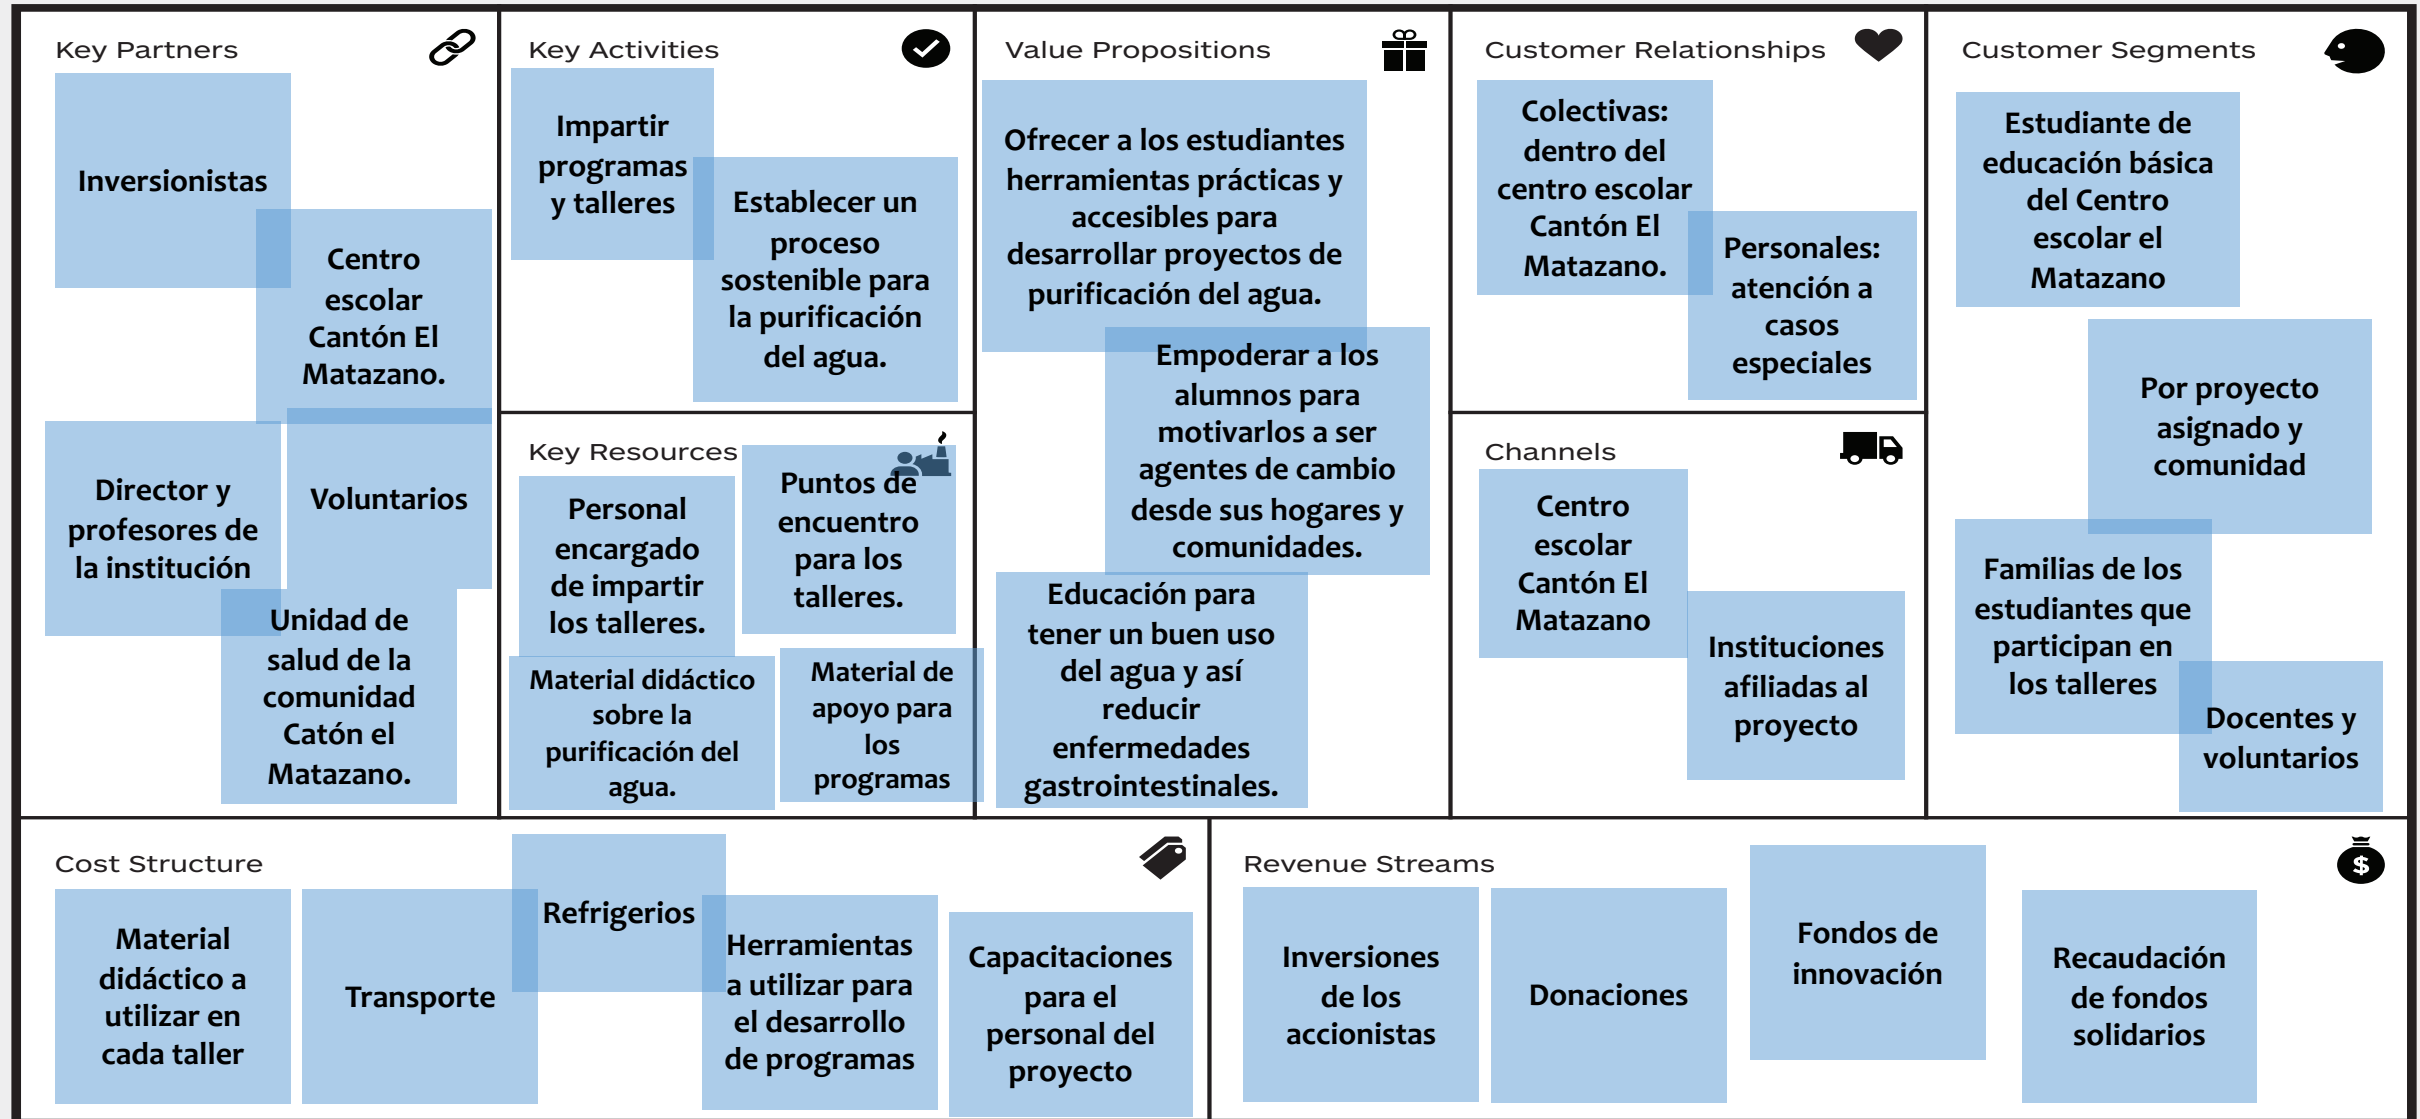 Key Partners
Inversionistas
Centro
escolar
Cantón El
Matazano.
Director y
profesores de
la institución
Voluntarios
Unidad de
salud de la
comunidad
Catón el
Matazano.
Key Activities
Impartir
programas
y talleres
Establecer un
proceso
sostenible para
la purificación
del agua.
Key Resources
Personal
encargado
de impartir
los talleres.
Puntos de
encuentro
para los
talleres.
Material didáctico
sobre la
purificación del
agua.
Material de
apoyo para
los
programas
Value Propositions
Ofrecer a los estudiantes
herramientas prácticas y
accesibles para
desarrollar proyectos de
purificación del agua.
Empoderar a los
alumnos para
motivarlos a ser
agentes de cambio
desde sus hogares y
comunidades.
Educación para
tener un buen uso
del agua y así
reducir
enfermedades
gastrointestinales.
Customer Relationships
Colectivas:
dentro del
centro escolar
Cantón El
Matazano.
Personales:
atención a
casos
especiales
Channels
Centro
escolar
Cantón El
Matazano
Instituciones
afiliadas al
proyecto
Customer Segments
Estudiante de
educación básica
del Centro
escolar el
Matazano
Por proyecto
asignado y
comunidad
Familias de los
estudiantes que
participan en
los talleres
Docentes y
voluntarios
Cost Structure
Material
didáctico a
utilizar en
cada taller
Transporte
Refrigerios
Herramientas
a utilizar para
el desarrollo
de programas
Capacitaciones
para el
personal del
proyecto
Revenue Streams
Inversiones
de los
accionistas
Donaciones
Fondos de
innovación
Recaudación
de fondos
solidarios
$